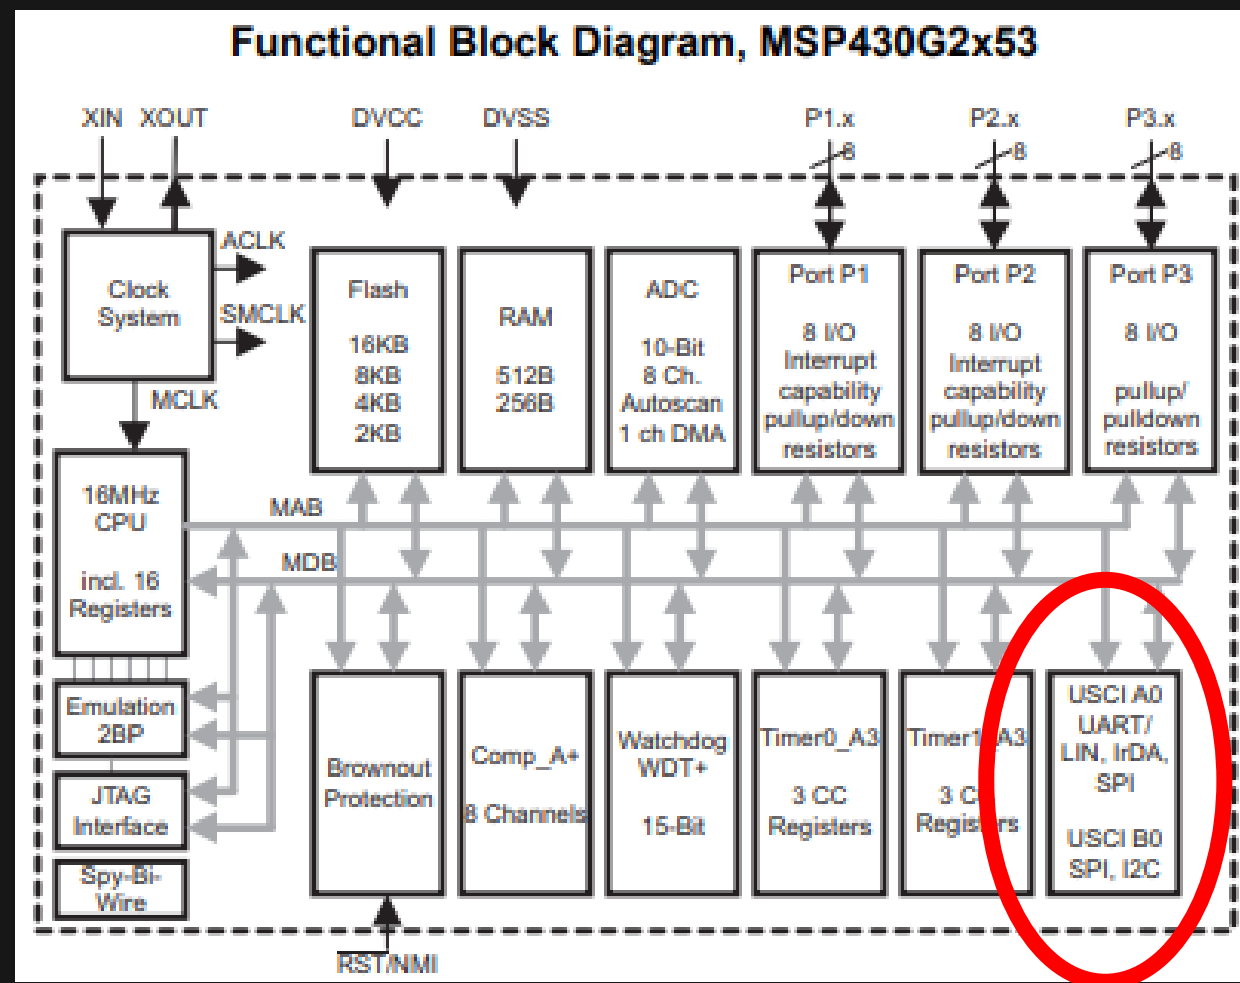 Functional Block Diagram, MSP430G2x53
XIN XOUT DVCC DVSS P1.x P2.x P3.x
8 8 8
ACLK
SMCLK
MCLK
Clock
System
Flash
16KB
8KB
4KB
2KB
RAM
512B
256B
ADC
10-Bit
8 Ch.
Autoscan
1 ch DMA
Port P1
8 I/O
Interrupt
capability
pullup/down
resistors
Port P2
8 I/O
Interrupt
capability
pullup/down
resistors
Port P3
8 I/O
pullup/
pulldown
resistors
16MHz
CPU
incl. 16
Registers
MAB
MDB
Emulation
2BP
JTAG
Interface
Spy-Bi-
Wire
Brownout
Protection
Comp_A+
8 Channels
Watchdog
WDT+
15-Bit
Timer0_A3
3 CC
Registers
Timer1_A3
3 CC
Registers
USCI A0
UART/
LIN, IrDA,
SPI
USCI B0
SPI, I2C
RST/NMI